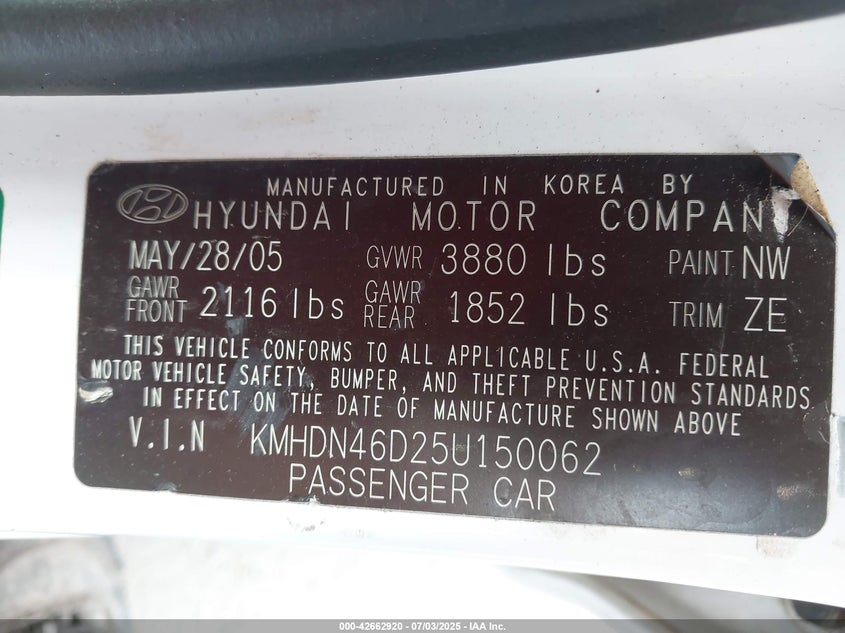 MANUFACTURED IN KOREA BY
HYUNDAI MOTOR COMPAN
MAY/28/05 GVWR 3880 lbs PAINT NW
GAWR FRONT 2116 lbs GAWR REAR 1852 lbs TRIM ZE
THIS VEHICLE CONFORMS TO ALL APPLICABLE U.S.A. FEDERAL
MOTOR VEHICLE SAFETY, BUMPER, AND THEFT PREVENTION STANDARDS
IN EFFECT ON THE DATE OF MANUFACTURE SHOWN ABOVE
V.I.N KMHDN46D25U150062
PASSENGER CAR
000-42662920 - 07/03/2025 - IAA Inc.